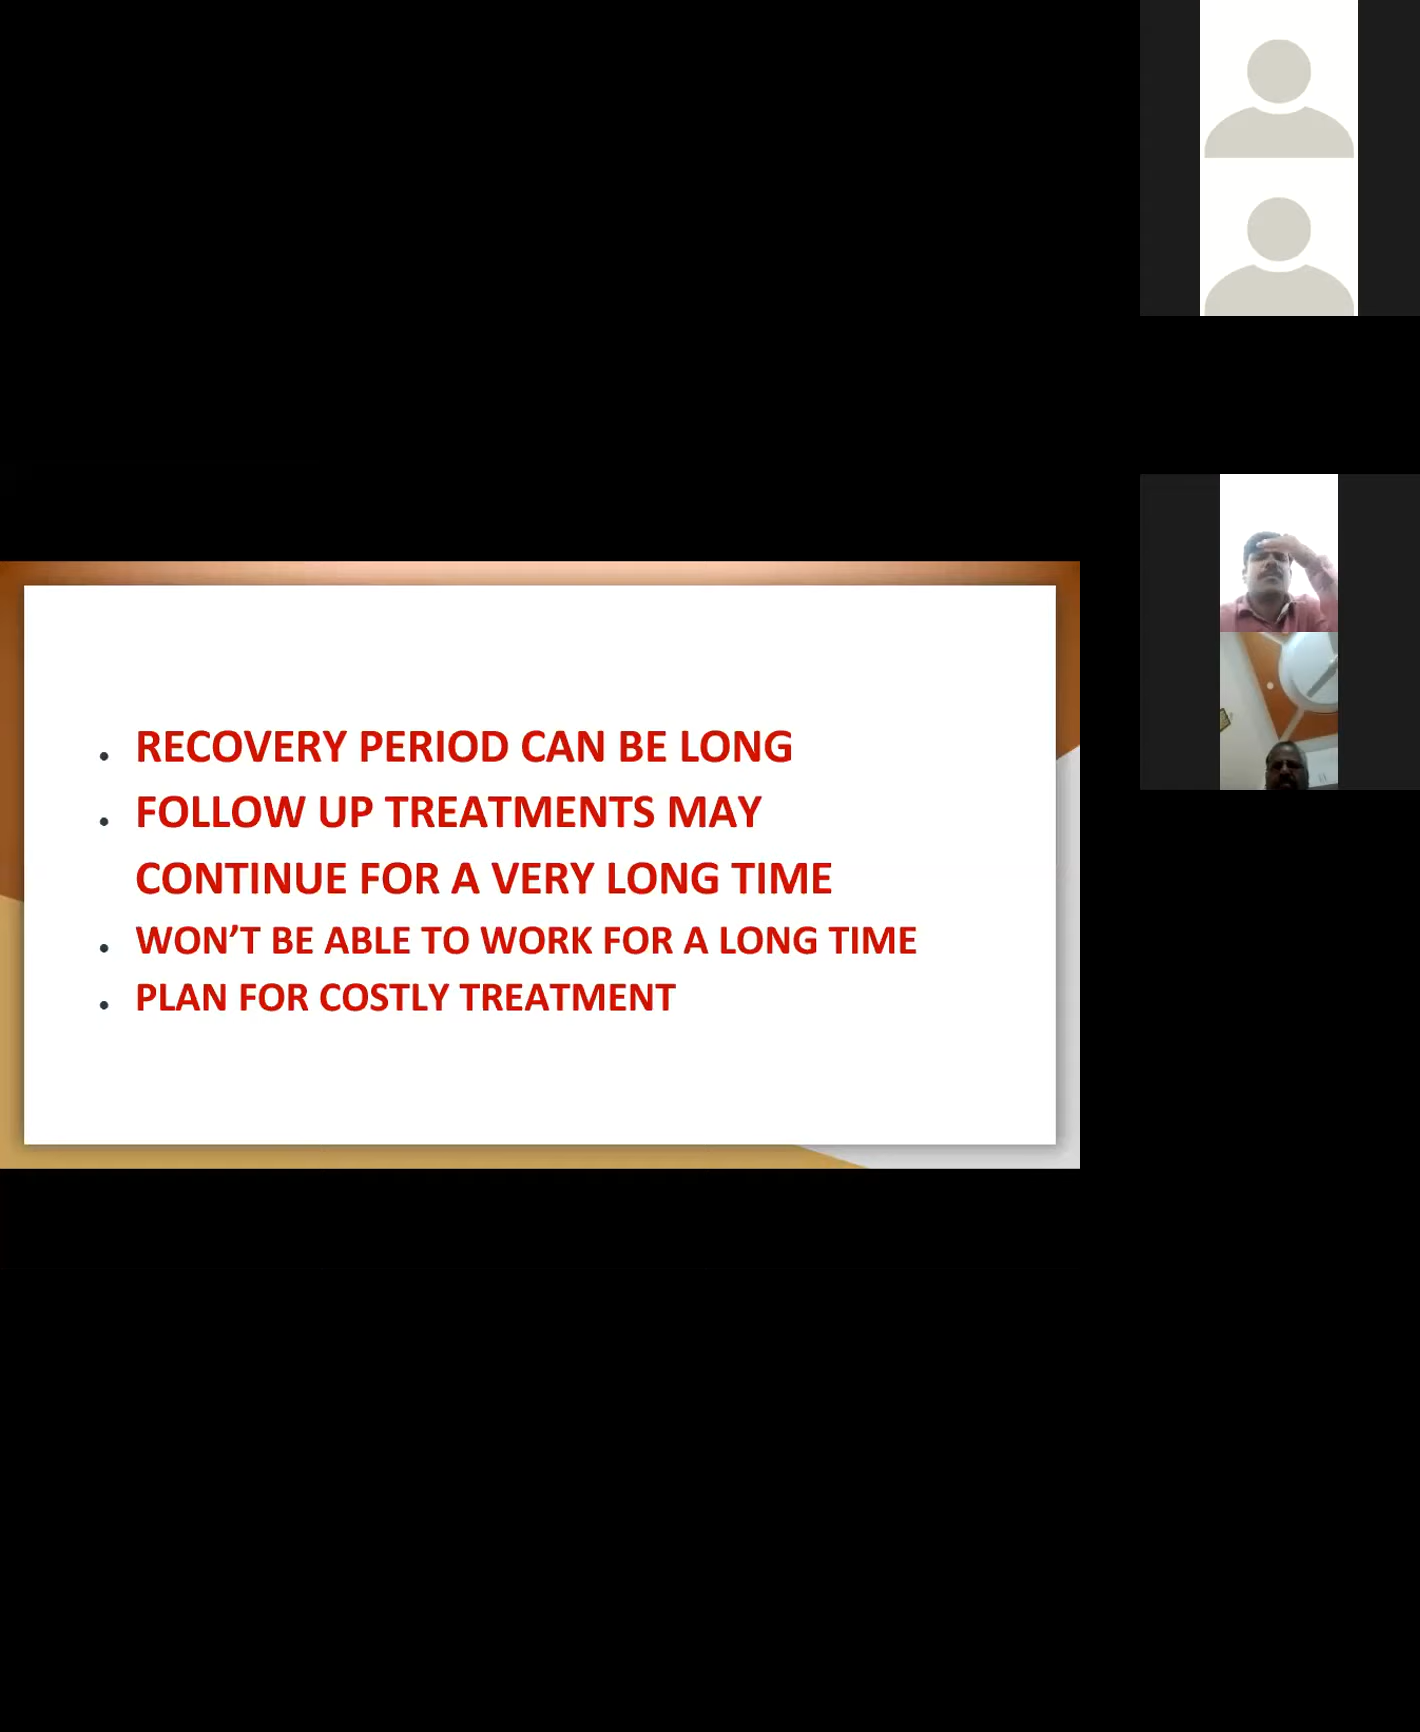 RECOVERY PERIOD CAN BE LONG
FOLLOW UP TREATMENTS MAY
CONTINUE FOR A VERY LONG TIME
WON’T BE ABLE TO WORK FOR A LONG TIME
PLAN FOR COSTLY TREATMENT